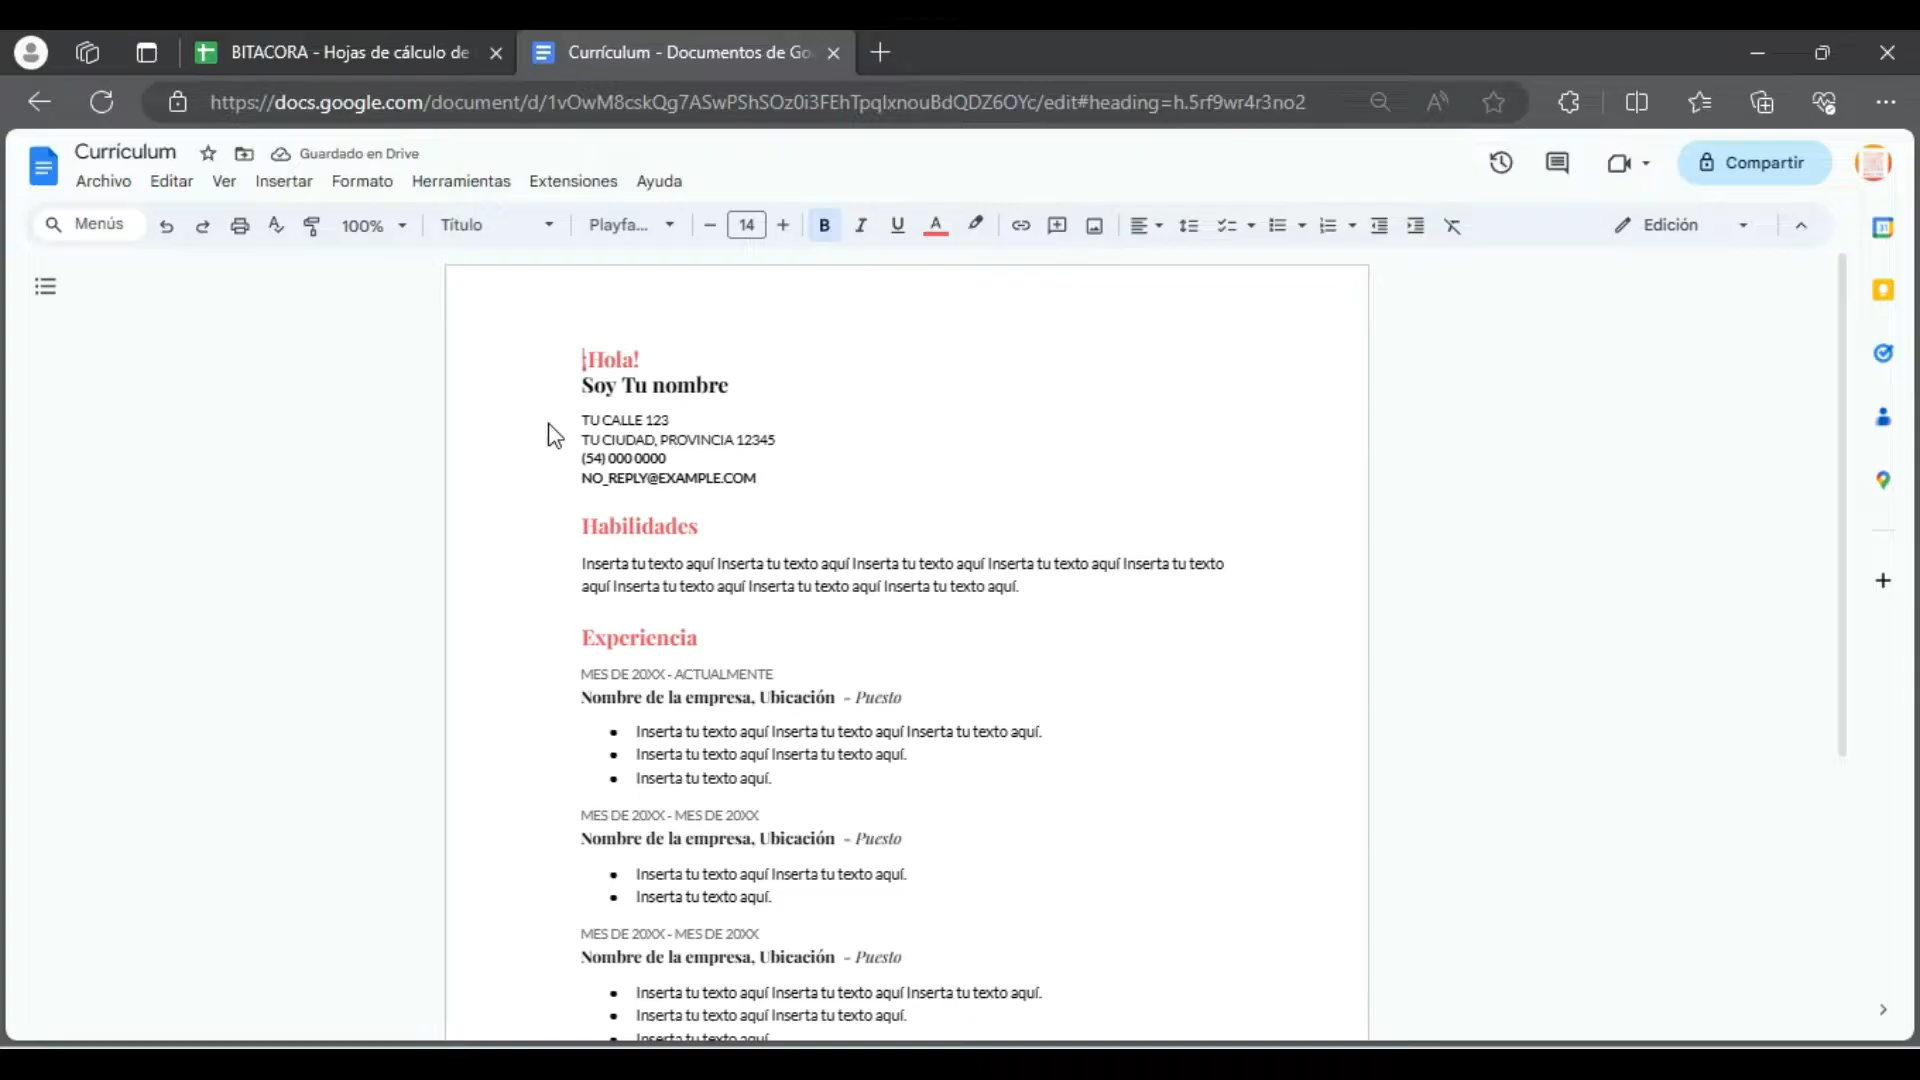 BITACORA - Hojas de cálculo de
Currículum - Documentos de Go
https://docs.google.com/document/d/1vOwM8cskQg7ASwPShSOz0i3FEhTpqlxnouBdQDZ6OYc/edit#heading=h.5rf9wr4r3no2
Currículum
Guardado en Drive
Compartir
Archivo Editar Ver Insertar Formato Herramientas Extensiones Ayuda
Menús 100% Título Playfa... 14 Edición
¡Hola!
Soy Tu nombre
TU CALLE 123
TU CIUDAD, PROVINCIA 12345
(54) 000 0000
NO_REPLY@EXAMPLE.COM
Habilidades
Inserta tu texto aquí Inserta tu texto aquí Inserta tu texto aquí Inserta tu texto aquí Inserta tu texto
aquí Inserta tu texto aquí Inserta tu texto aquí Inserta tu texto aquí.
Experiencia
MES DE 20XX - ACTUALMENTE
Nombre de la empresa, Ubicación - Puesto
Inserta tu texto aquí Inserta tu texto aquí Inserta tu texto aquí.
Inserta tu texto aquí Inserta tu texto aquí.
Inserta tu texto aquí.
MES DE 20XX - MES DE 20XX
Nombre de la empresa, Ubicación - Puesto
Inserta tu texto aquí Inserta tu texto aquí.
Inserta tu texto aquí.
MES DE 20XX - MES DE 20XX
Nombre de la empresa, Ubicación - Puesto
Inserta tu texto aquí Inserta tu texto aquí Inserta tu texto aquí.
Inserta tu texto aquí Inserta tu texto aquí.
Inserta tu texto aquí.